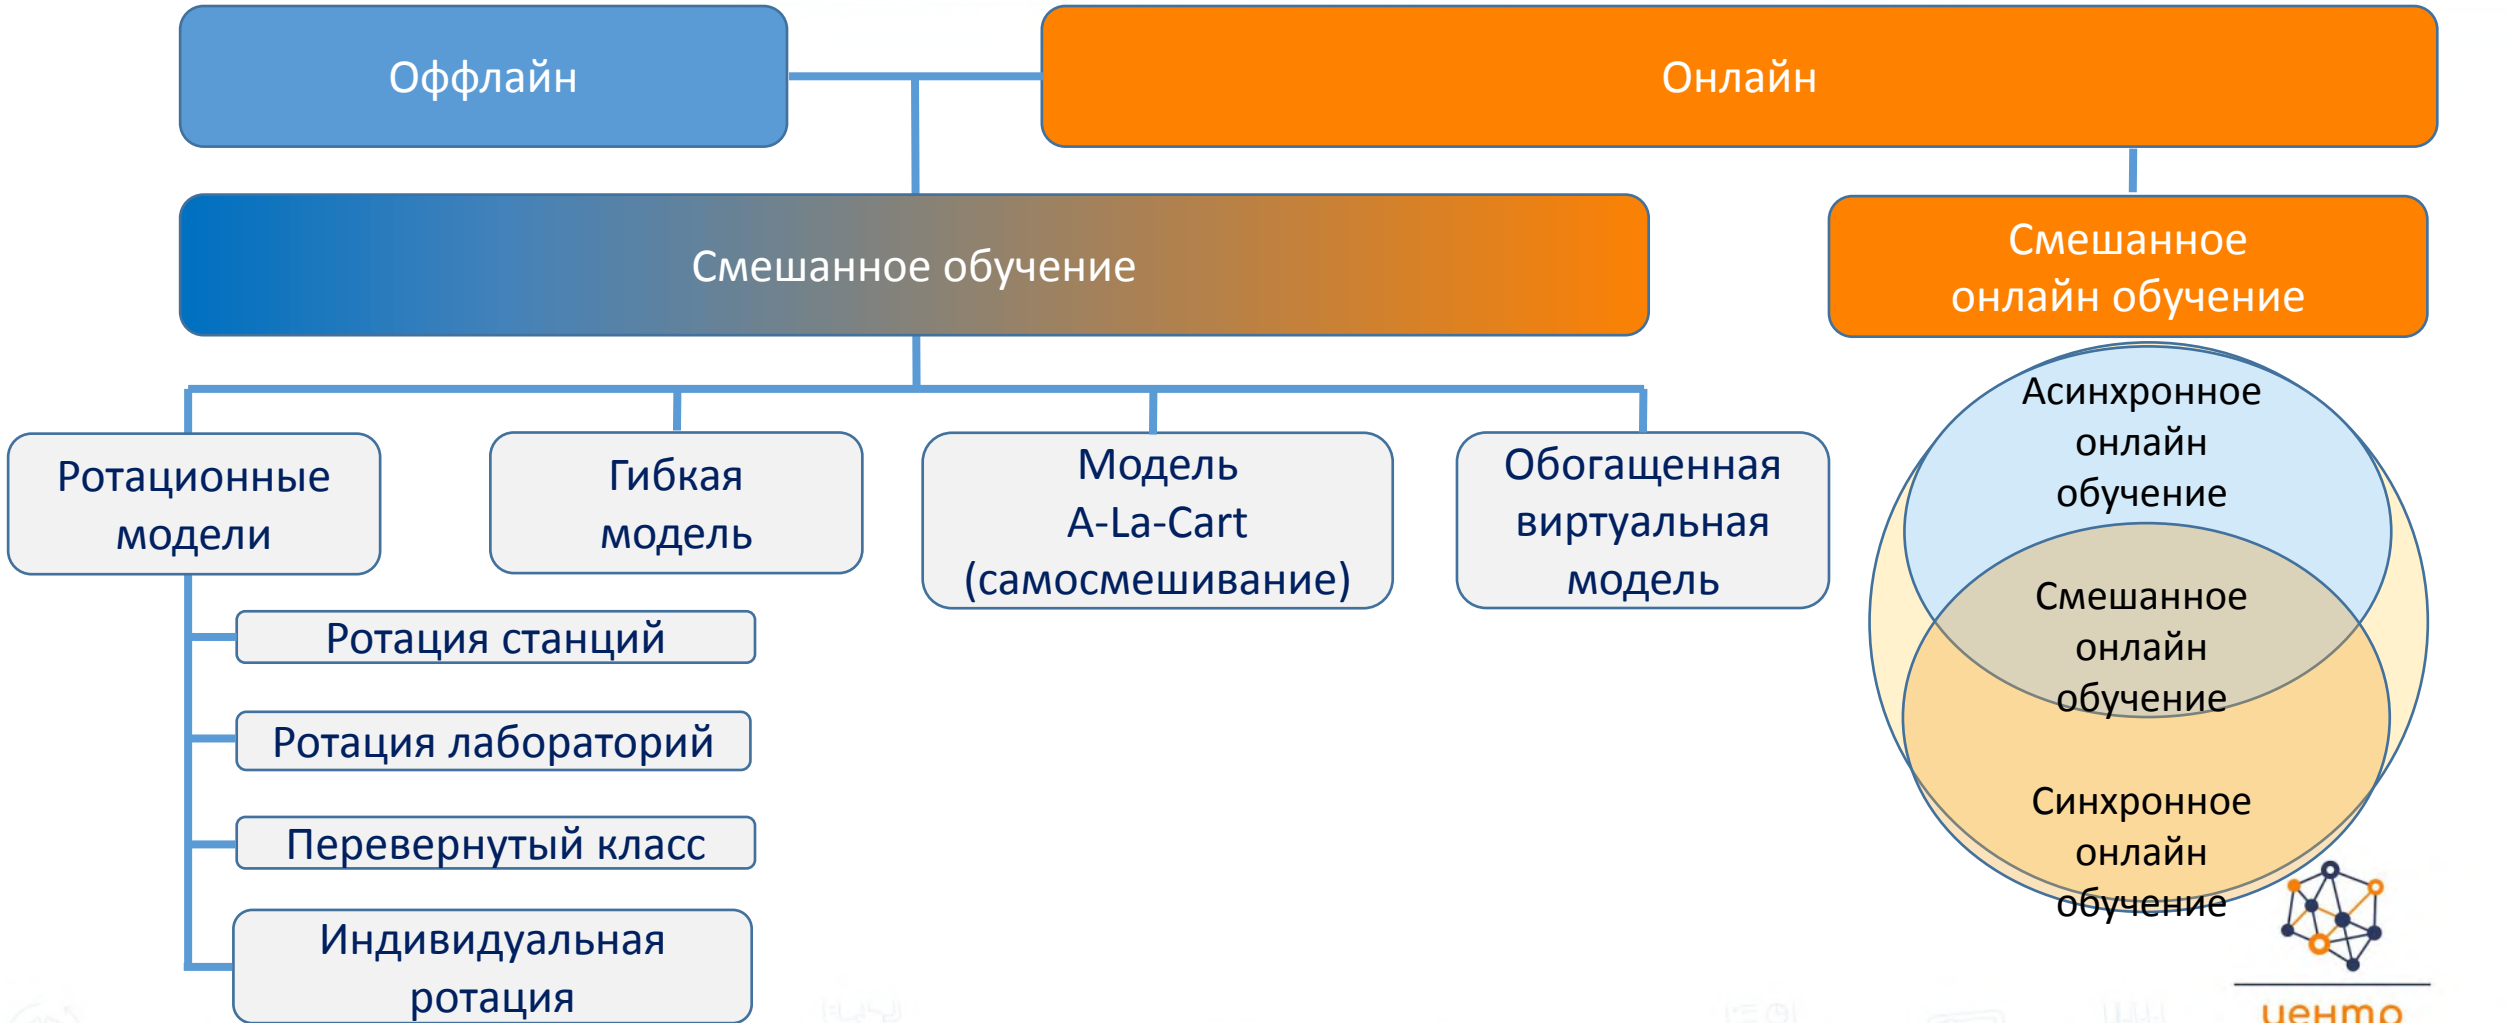 Оффлайн
Онлайн
Смешанное обучение
Смешанное
онлайн обучение
Ротационные
модели
Гибкая
модель
Модель
A-La-Cart
(самосмешивание)
Обогащенная
виртуальная
модель
Ротация станций
Ротация лабораторий
Перевернутый класс
Индивидуальная
ротация
Асинхронное
онлайн
обучение
Смешанное
онлайн
обучение
Синхронное
онлайн
обучение
центр